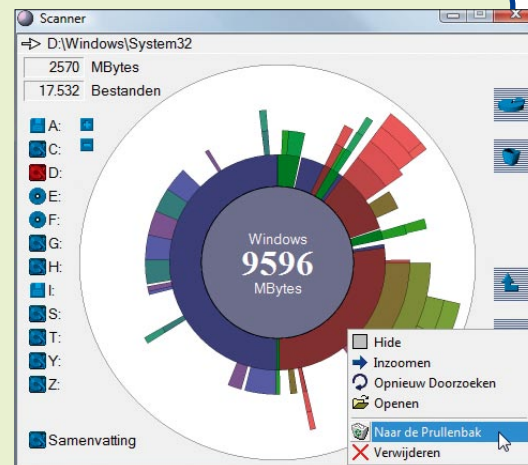 Scanner
D:\Windows\System32
2570 MBytes
17.532 Bestanden
A:
C:
D:
E:
F:
G:
H:
I:
S:
T:
Y:
Z:
Samenvatting
Windows
9596
MBytes
Hide
Inzoomen
Opnieuw Doorzoeken
Openen
Naar de Prullenbak
Verwijderen